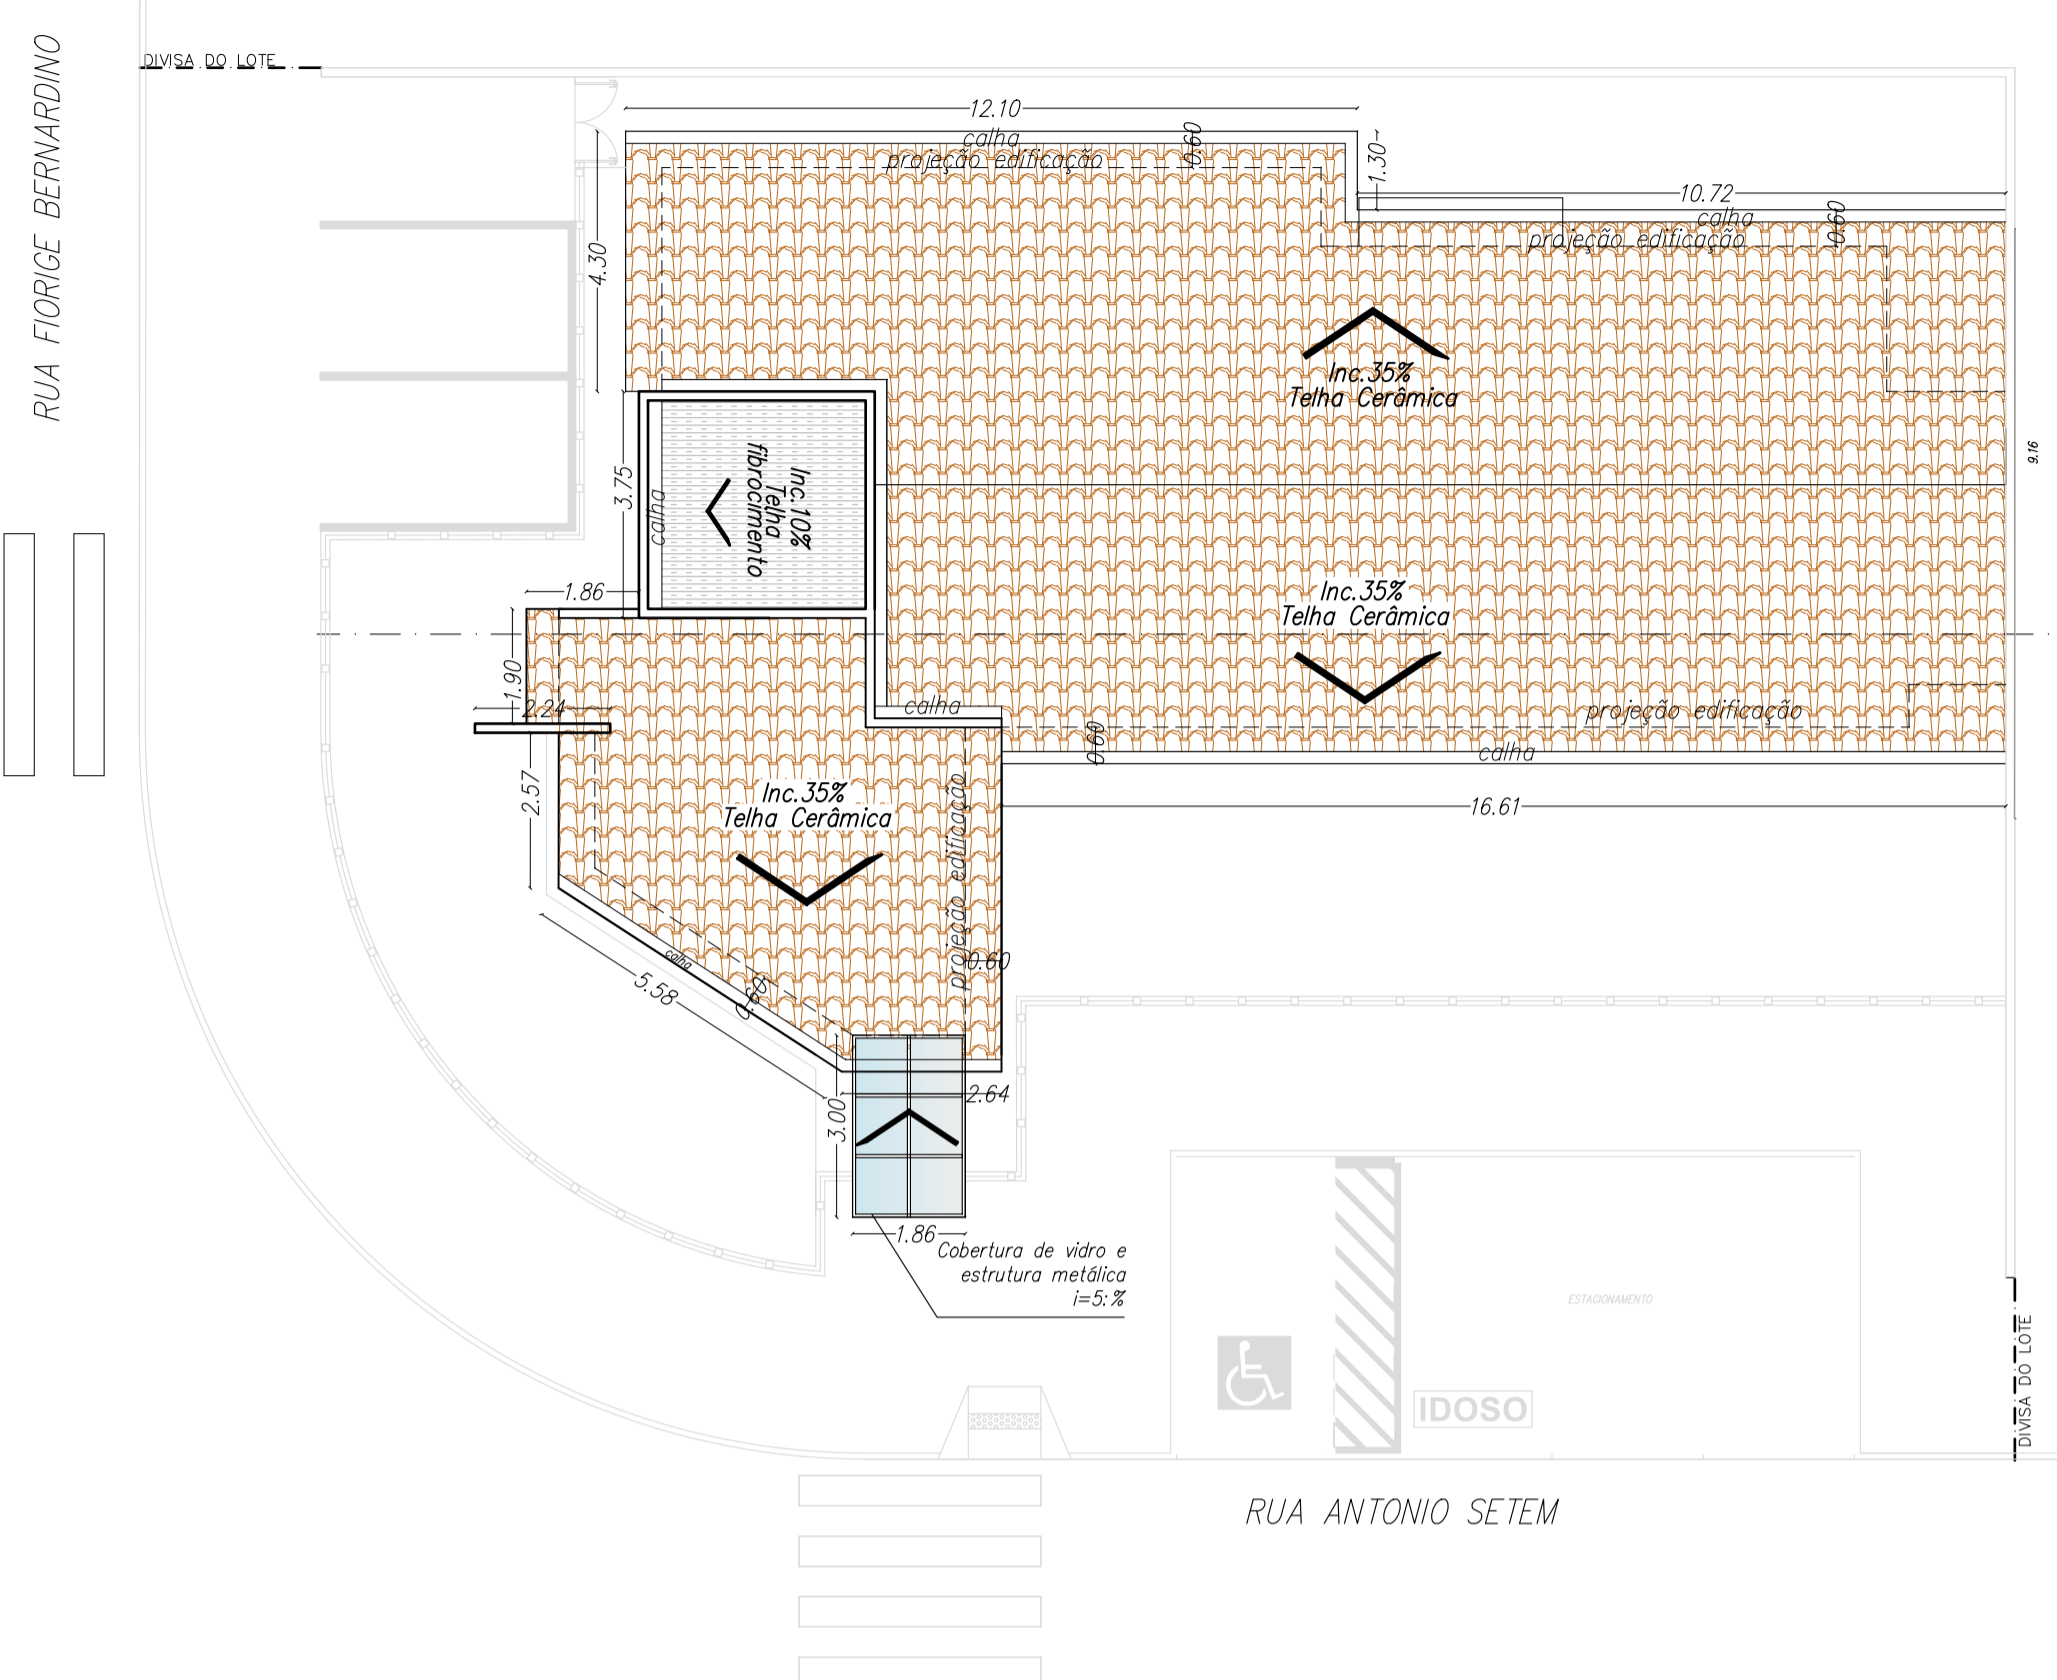 RUA FIORIGE BERNARDINO
DIVISA DO LOTE
12.10
calha
projeção edificação
0.60
1.30
10.72
calha
projeção edificação
0.60
4.30
Inc.35%
Telha Cerâmica
9.16
3.75
calha
Inc.10%
Telha
fibrocimento
1.86
Inc.35%
Telha Cerâmica
1.90
2.24
calha
projeção edificação
0.60
calha
2.57
Inc.35%
Telha Cerâmica
projeção edificação
16.61
calha
0.60
5.58
0.60
2.64
3.00
1.86
Cobertura de vidro e
estrutura metálica
i=5:%
ESTACIONAMENTO
IDOSO
DIVISA DO LOTE
RUA ANTONIO SETEM